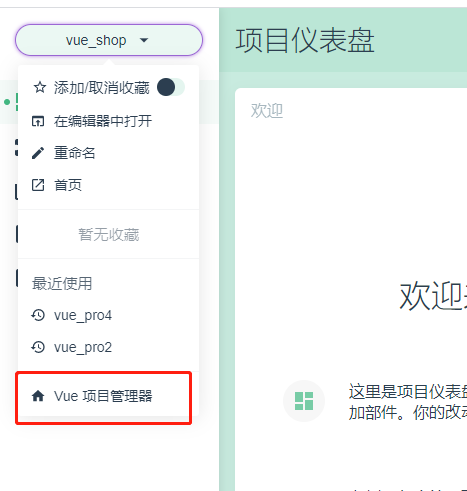 vue_shop
项目仪表盘
添加/取消收藏
在编辑器中打开
重命名
首页
暂无收藏
最近使用
vue_pro4
vue_pro2
Vue 项目管理器
欢迎
欢迎
这里是项目仪表盘
加部件。你的改动